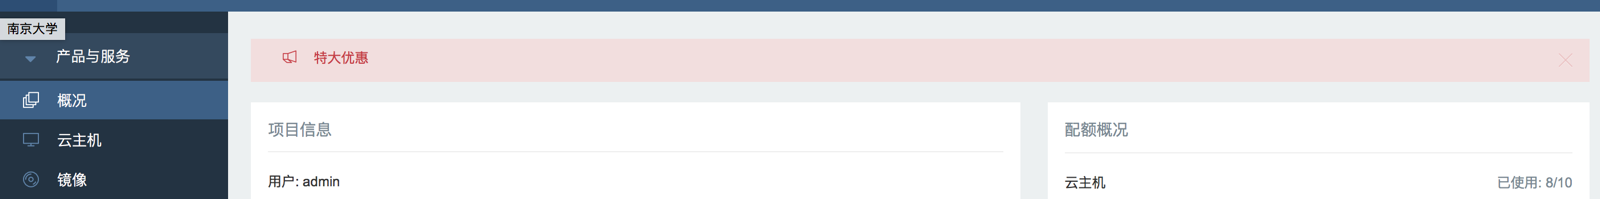 南京大学
产品与服务
概况
云主机
镜像
特大优惠
项目信息
用户: admin
配额概况
云主机
已使用: 8/10